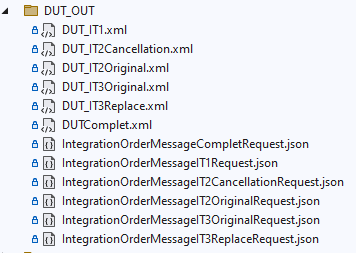 DUT_OUT
DUT_IT1.xml
DUT_IT2Cancellation.xml
DUT_IT2Original.xml
DUT_IT3Original.xml
DUT_IT3Replace.xml
DUTComplet.xml
IntegrationOrderMessageCompletRequest.json
IntegrationOrderMessageIT1Request.json
IntegrationOrderMessageIT2CancellationRequest.json
IntegrationOrderMessageIT2OriginalRequest.json
IntegrationOrderMessageIT3OriginalRequest.json
IntegrationOrderMessageIT3ReplaceRequest.json